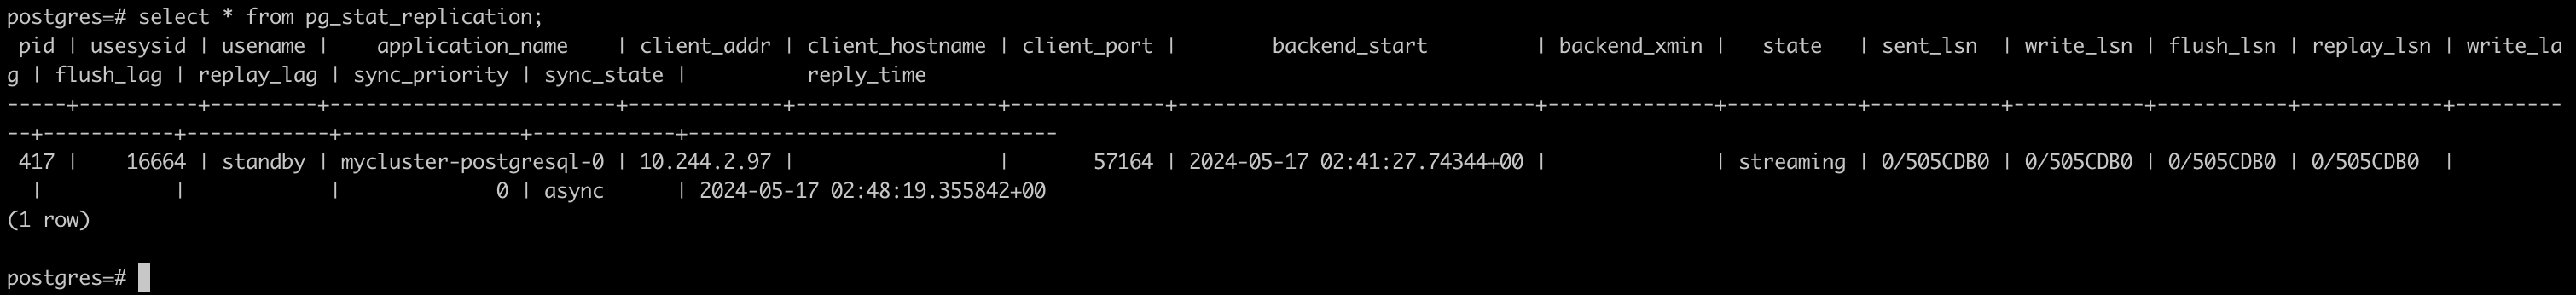 postgres=# select * from pg_stat_replication;
 pid | usesysid | usename |    application_name    | client_addr | client_hostname | client_port |        backend_start         | backend_xmin |   state   | sent_lsn  | write_lsn | flush_lsn | replay_lsn | write_la
g | flush_lag | replay_lag | sync_priority | sync_state |          reply_time
-----+----------+---------+------------------------+-------------+-----------------+-------------+------------------------------+--------------+-----------+-----------+-----------+-----------+------------+---------
--+-----------+------------+---------------+------------+-------------------------------
 417 |    16664 | standby | mycluster-postgresql-0 | 10.244.2.97 |                 |       57164 | 2024-05-17 02:41:27.74344+00 |              | streaming | 0/505CDB0 | 0/505CDB0 | 0/505CDB0 | 0/505CDB0  |
  |           |            |             0 | async      | 2024-05-17 02:48:19.355842+00
(1 row)
postgres=#